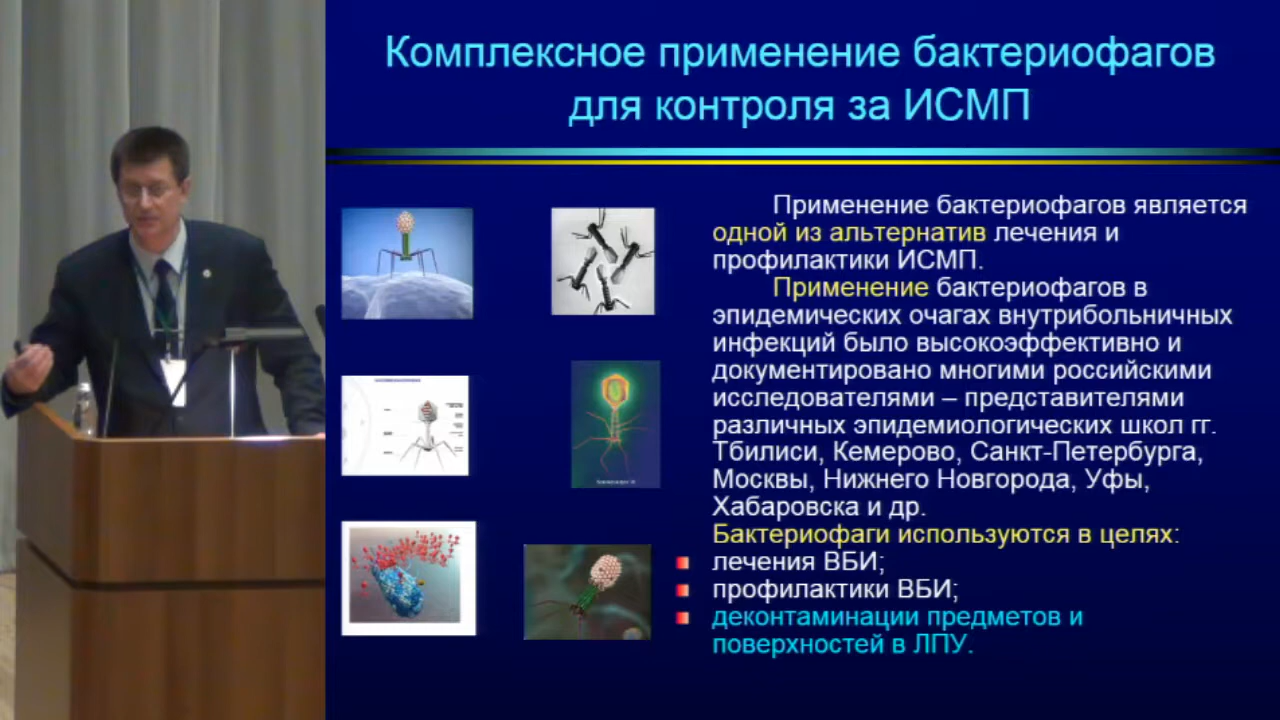 Комплексное применение бактериофагов
для контроля за ИСМП
Применение бактериофагов является
одной из альтернатив лечения и
профилактики ИСМП.
Применение бактериофагов в
эпидемических очагах внутрибольничных
инфекций было высокоэффективно и
документировано многими российскими
исследователями – представителями
различных эпидемиологических школ гг.
Тбилиси, Кемерово, Санкт-Петербурга,
Москвы, Нижнего Новгорода, Уфы,
Хабаровска и др.
Бактериофаги используются в целях:
лечения ВБИ;
профилактики ВБИ;
деконтаминации предметов и
поверхностей в ЛПУ.